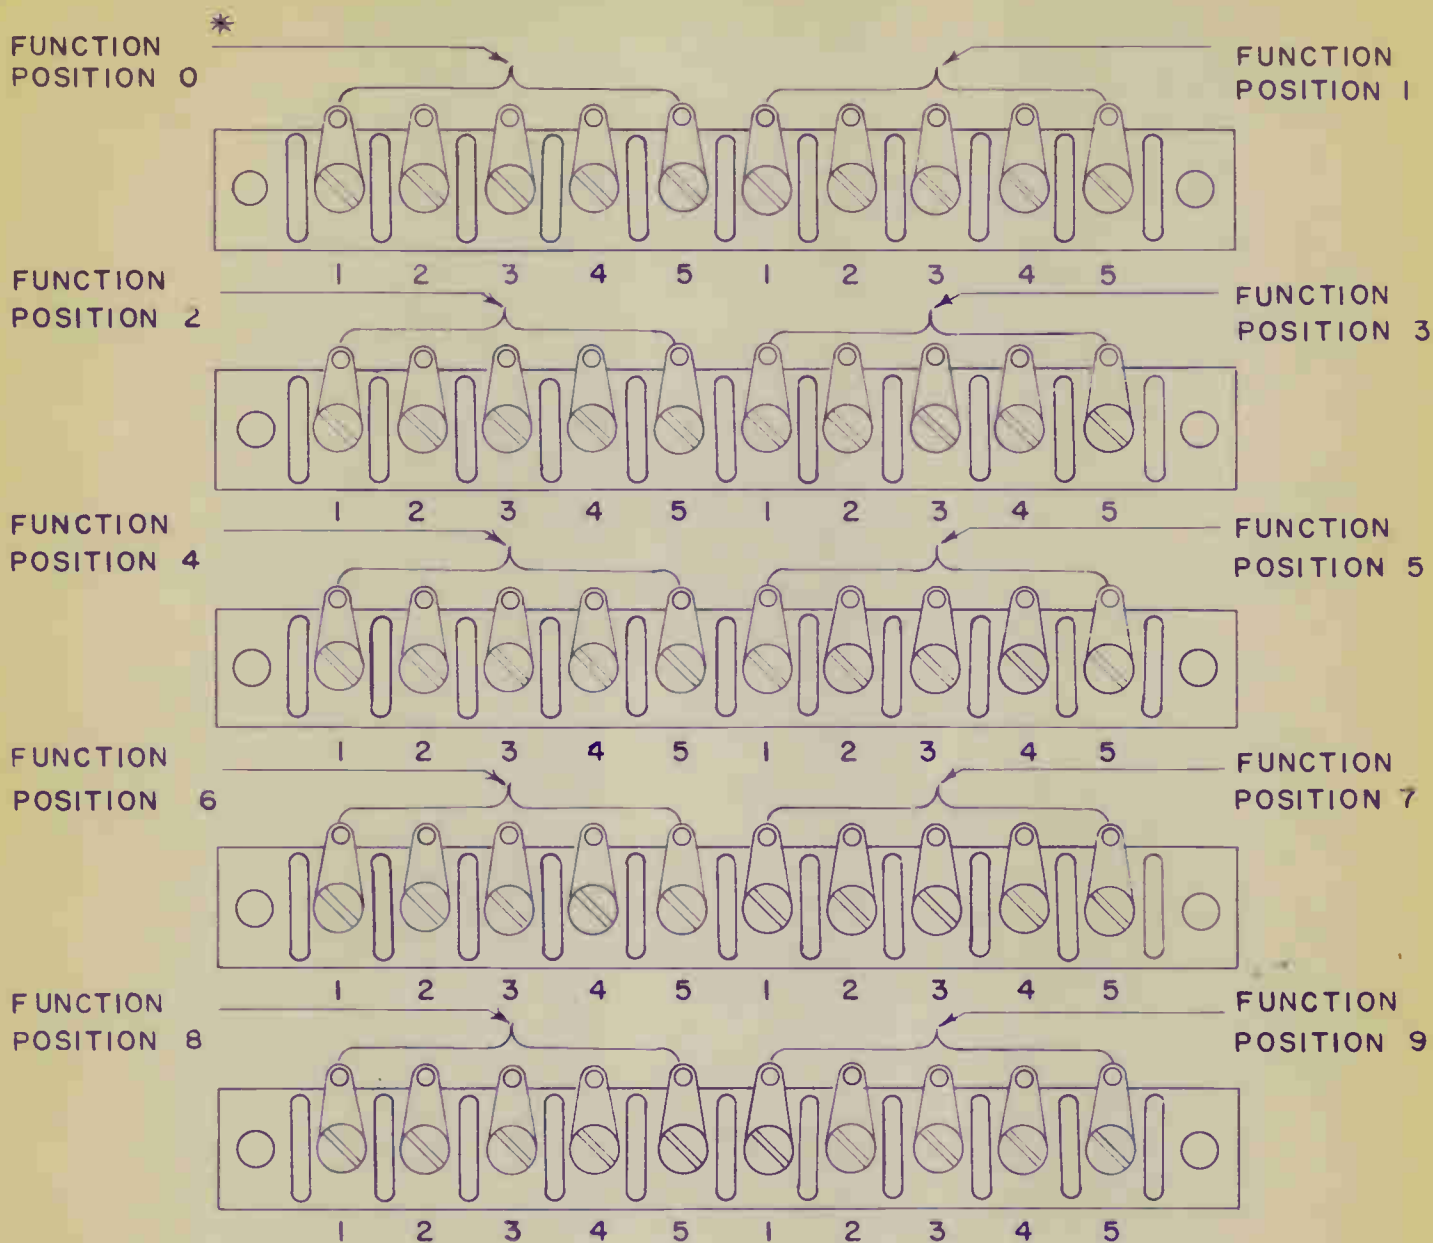 *
FUNCTION
POSITION 0
FUNCTION
POSITION 1
1 2 3 4 5 1 2 3 4 5
FUNCTION
POSITION 2
FUNCTION
POSITION 3
1 2 3 4 5 1 2 3 4 5
FUNCTION
POSITION 4
FUNCTION
POSITION 5
1 2 3 4 5 1 2 3 4 5
FUNCTION
POSITION 6
FUNCTION
POSITION 7
1 2 3 4 5 1 2 3 4 5
FUNCTION
POSITION 8
FUNCTION
POSITION 9
1 2 3 4 5 1 2 3 4 5